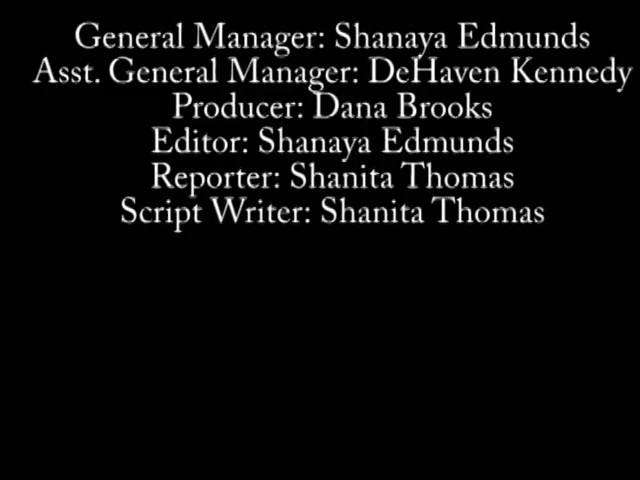 General Manager: Shanaya Edmunds
Asst. General Manager: DeHaven Kennedy
Producer: Dana Brooks
Editor: Shanaya Edmunds
Reporter: Shanita Thomas
Script Writer: Shanita Thomas